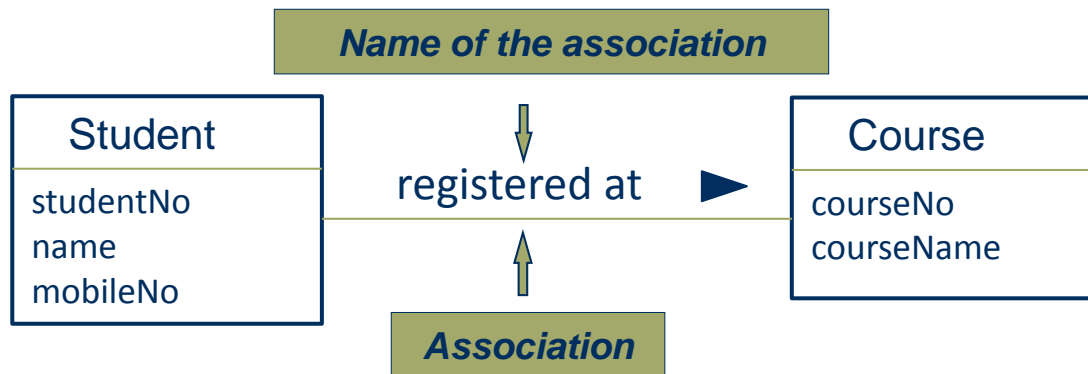 Name of the association
Student
studentNo
name
mobileNo
registered at
Course
courseNo
courseName
Association